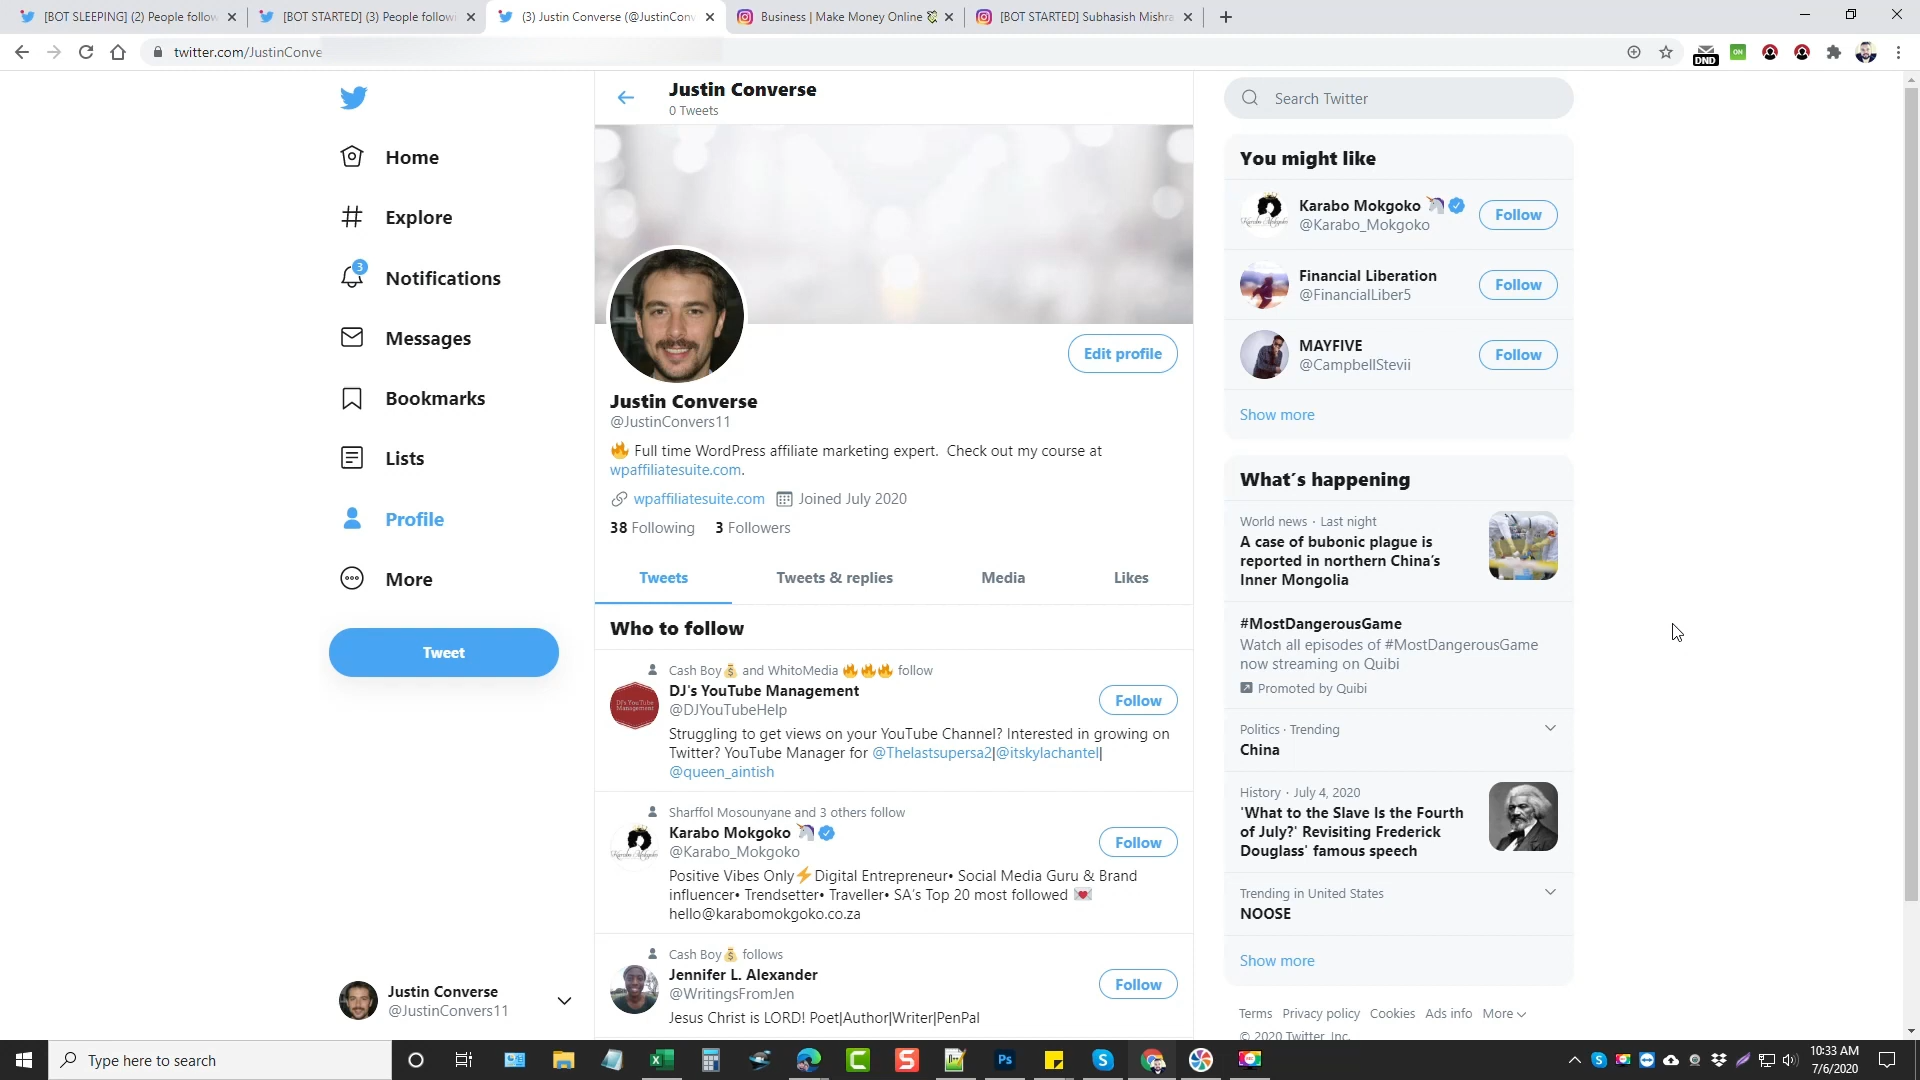 [BOT SLEEPING] (2) People follow
[BOT STARTED] (3) People followi
(3) Justin Converse (@JustinConv
Business | Make Money Online
[BOT STARTED] Subhasish Mishra
twitter.com/JustinConve
DND
ON
Home
Explore
3
Notifications
Messages
Bookmarks
Lists
Profile
More
Tweet
Justin Converse
@JustinConvers11
Justin Converse
0 Tweets
Edit profile
Justin Converse
@JustinConvers11
🔥 Full time WordPress affiliate marketing expert. Check out my course at
wpaffiliatesuite.com.
wpaffiliatesuite.com Joined July 2020
38 Following 3 Followers
Tweets Tweets & replies Media Likes
Who to follow
Cash Boy💰 and WhitoMedia 🔥🔥🔥 follow
DJ's YouTube Management
@DJYouTubeHelp
Follow
DJ's YouTube
Management
Struggling to get views on your YouTube Channel? Interested in growing on
Twitter? YouTube Manager for @Thelastsupersa2|@itskylachantel|
@queen_aintish
Sharffol Mosounyane and 3 others follow
Karabo Mokgoko 🦄
@Karabo_Mokgoko
Follow
Positive Vibes Only⚡Digital Entrepreneur• Social Media Guru & Brand
influencer• Trendsetter• Traveller• SA's Top 20 most followed 💌
hello@karabomokgoko.co.za
Cash Boy💰 follows
Jennifer L. Alexander
@WritingsFromJen
Follow
Jesus Christ is LORD! Poet|Author|Writer|PenPal
Search Twitter
You might like
Karabo Mokgoko 🦄
@Karabo_Mokgoko
Follow
Financial Liberation
@FinancialLiber5
Follow
MAYFIVE
@CampbellStevii
Follow
Show more
What's happening
World news · Last night
A case of bubonic plague is
reported in northern China's
Inner Mongolia
#MostDangerousGame
Watch all episodes of #MostDangerousGame
now streaming on Quibi
Promoted by Quibi
Politics · Trending
China
History · July 4, 2020
'What to the Slave Is the Fourth
of July?' Revisiting Frederick
Douglass' famous speech
Trending in United States
NOOSE
Show more
Terms Privacy policy Cookies Ads info More
© 2020 Twitter, Inc.
Type here to search
Ps
10:33 AM
7/6/2020